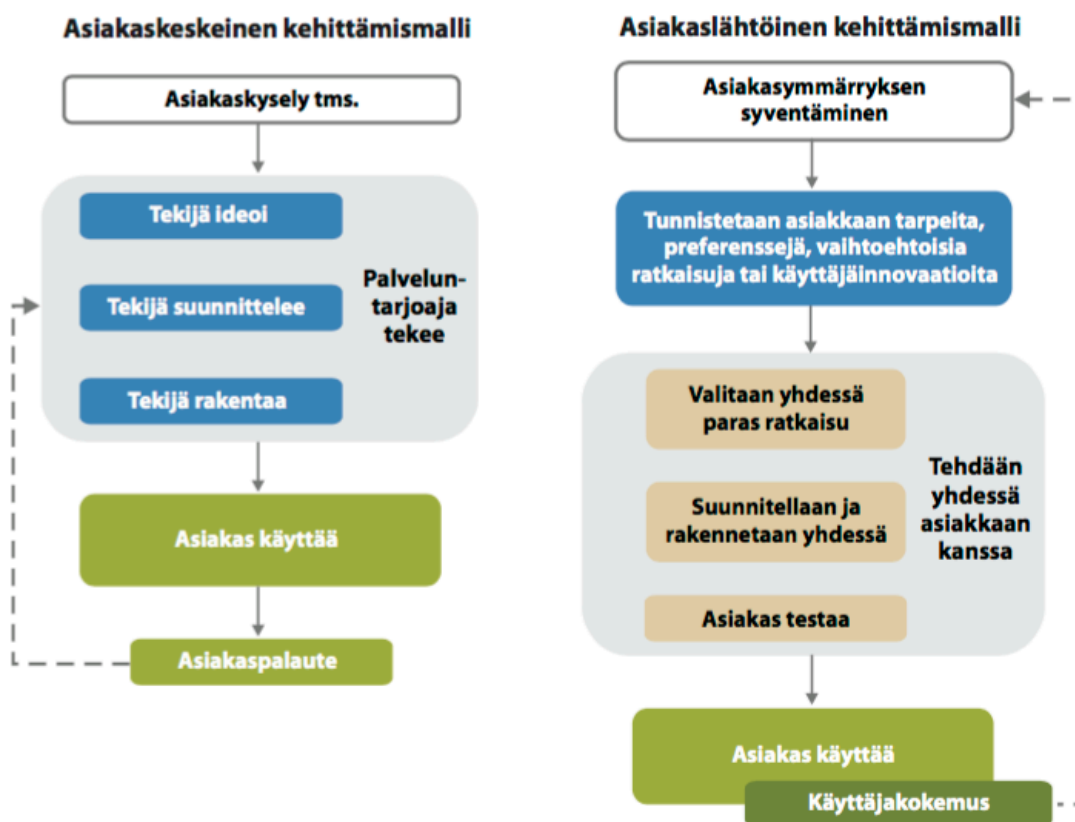 Asiakaskeskeinen kehittämismalli
Asiakaskysely tms.
Tekijä ideoi
Tekijä suunnittelee
Tekijä rakentaa
Palvelun-
tarjoaja
tekee
Asiakas käyttää
Asiakaspalaute
Asiakaslähtöinen kehittämismalli
Asiakasymmärryksen
syventäminen
Tunnistetaan asiakkaan tarpeita,
preferenssejä, vaihtoehtoisia
ratkaisuja tai käyttäjäinnovaatioita
Valitaan yhdessä
paras ratkaisu
Suunnitellaan ja
rakennetaan yhdessä
Asiakas testaa
Tehdään
yhdessä
asiakkaan
kanssa
Asiakas käyttää
Käyttäjakokemus